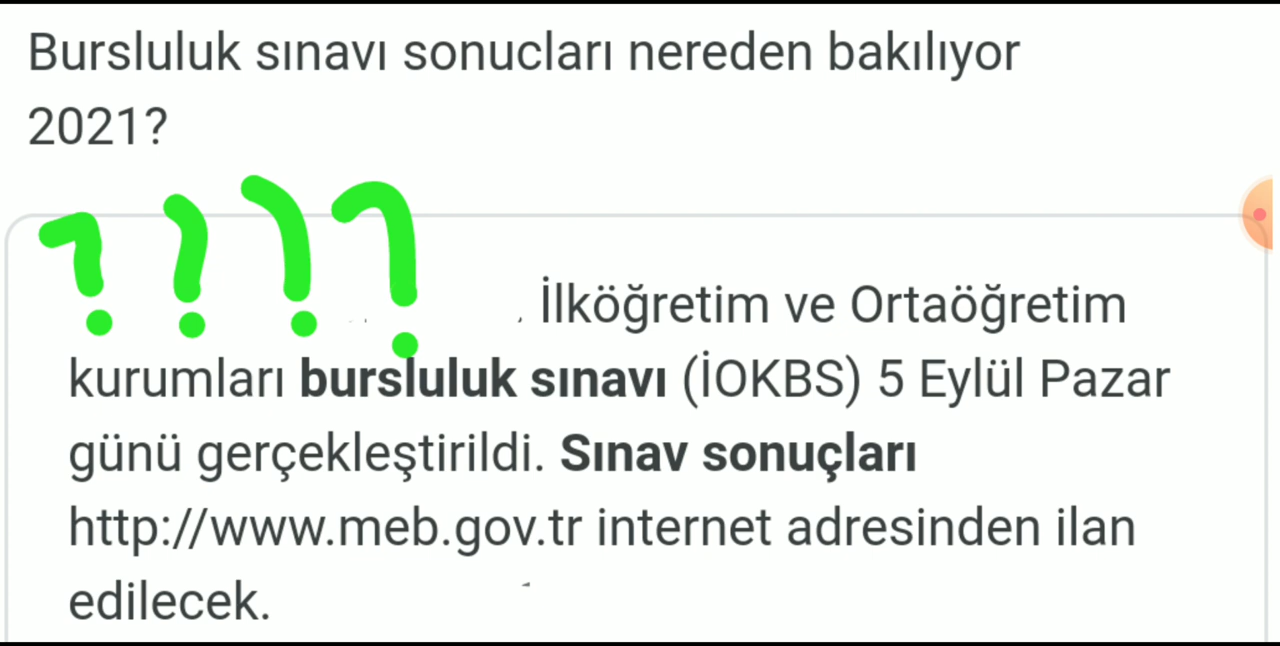 Bursluluk sınavı sonucları nereden bakılıyor
2021?
????
İlköğretim ve Ortaöğretim
kurumları bursluluk sınavı (İOKBS) 5 Eylül Pazar
günü gerçekleştirildi. Sınav sonuçları
http://www.meb.gov.tr internet adresinden ilan
edilecek.